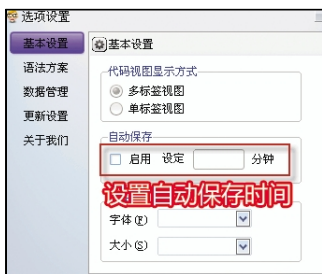 选项设置
基本设置
语法方案
数据管理
更新设置
关于我们
基本设置
代码视图显示方式
多标签视图
单标签视图
自动保存
启用 设定 分钟
设置自动保存时间
字体(F)
大小(S)